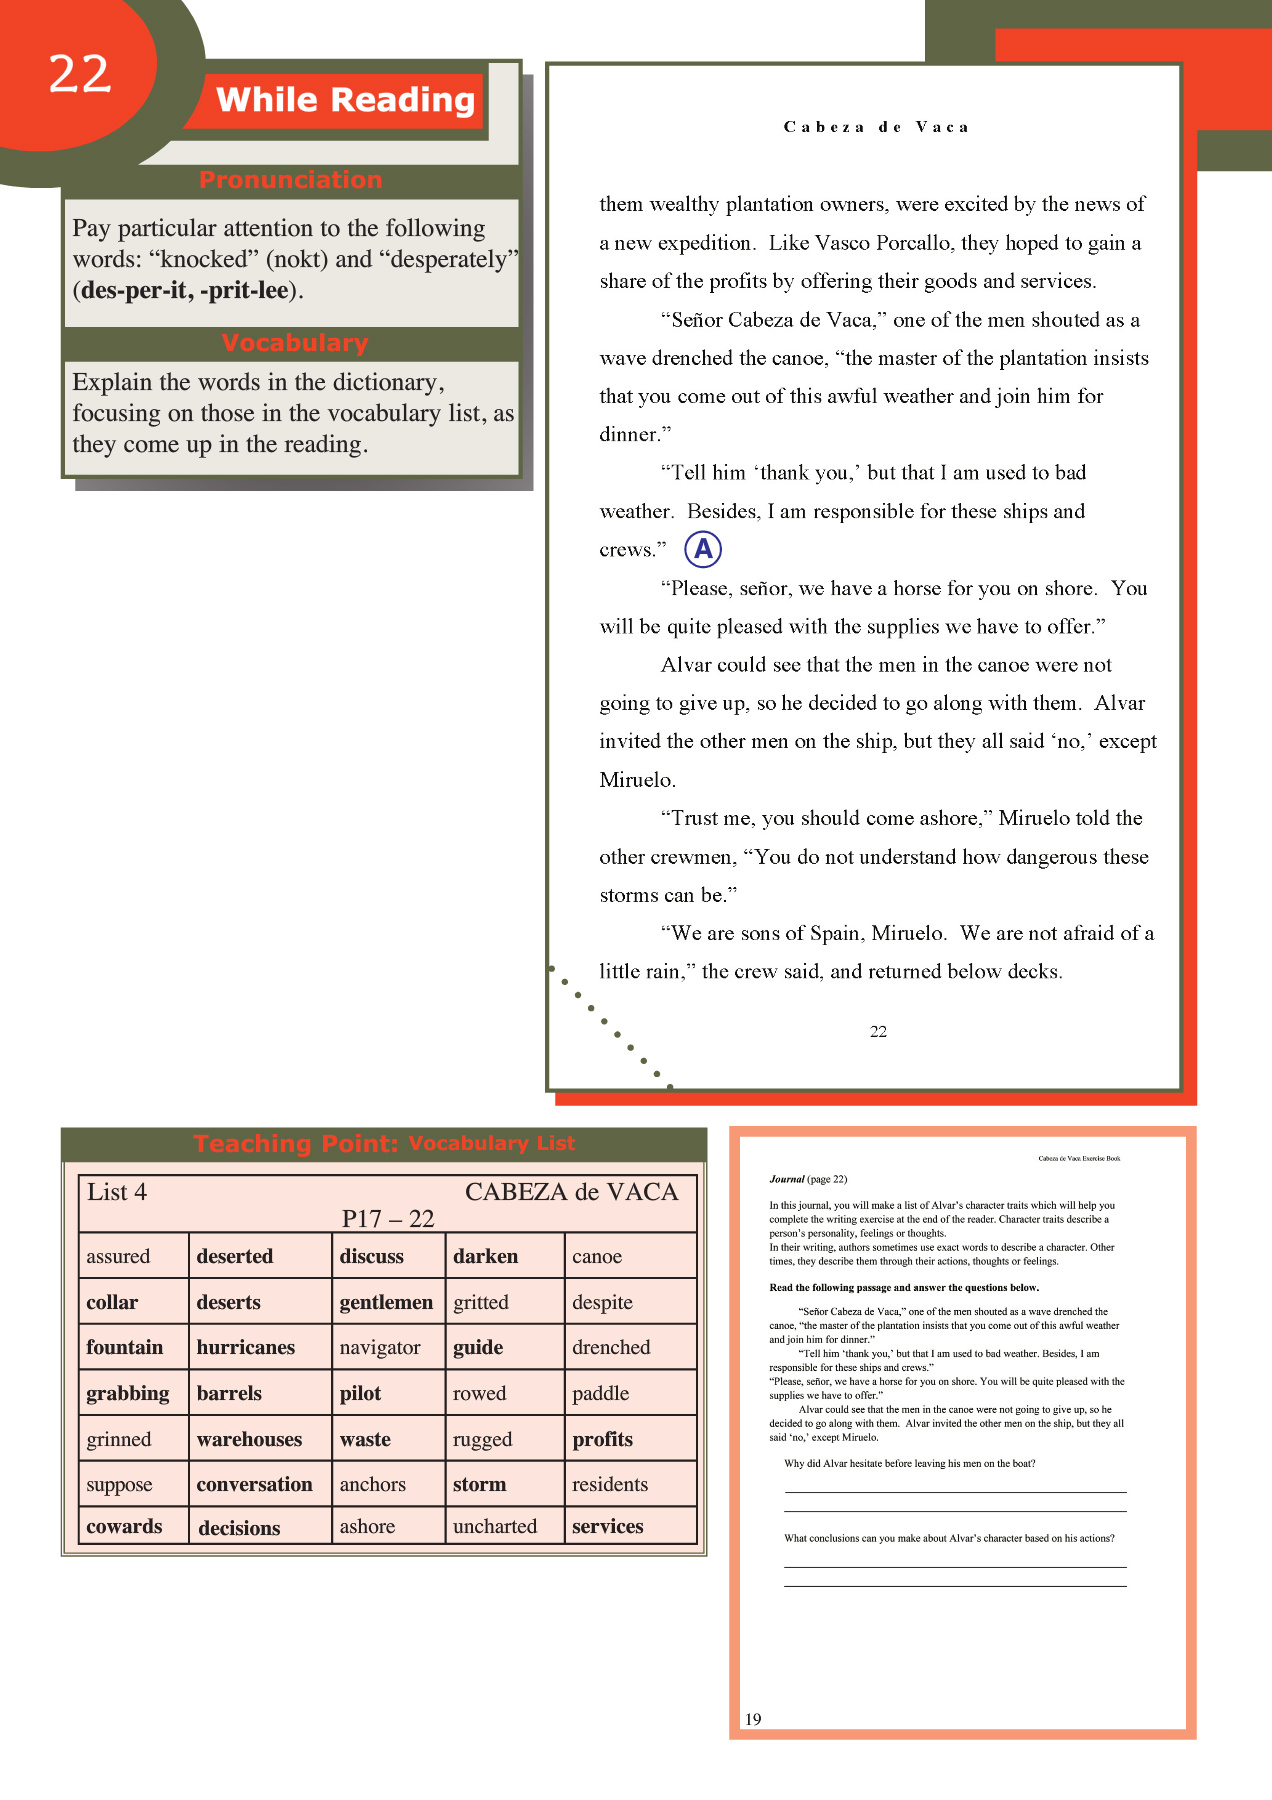 22
While Reading
Pronunciation
Pay particular attention to the following
words: “knocked” (nokt) and “desperately”
(des-per-it, -prit-lee).
Vocabulary
Explain the words in the dictionary,
focusing on those in the vocabulary list, as
they come up in the reading.
Cabeza de Vaca
them wealthy plantation owners, were excited by the news of
a new expedition.  Like Vasco Porcallo, they hoped to gain a
share of the profits by offering their goods and services.
“Señor Cabeza de Vaca,” one of the men shouted as a
wave drenched the canoe, “the master of the plantation insists
that you come out of this awful weather and join him for
dinner.”
“Tell him ‘thank you,’ but that I am used to bad
weather.  Besides, I am responsible for these ships and
crews.” A
“Please, señor, we have a horse for you on shore.  You
will be quite pleased with the supplies we have to offer.”
Alvar could see that the men in the canoe were not
going to give up, so he decided to go along with them.  Alvar
invited the other men on the ship, but they all said ‘no,’ except
Miruelo.
“Trust me, you should come ashore,” Miruelo told the
other crewmen, “You do not understand how dangerous these
storms can be.”
“We are sons of Spain, Miruelo.  We are not afraid of a
little rain,” the crew said, and returned below decks.
22
Teaching Point: Vocabulary List
List 4 CABEZA de VACA
P17 – 22
assured deserted discuss darken canoe
collar deserts gentlemen gritted despite
fountain hurricanes navigator guide drenched
grabbing barrels pilot rowed paddle
grinned warehouses waste rugged profits
suppose conversation anchors storm residents
cowards decisions ashore uncharted services
Cabeza de Vaca Exercise Book
Journal (page 22)
In this journal, you will make a list of Alvar’s character traits which will help you
complete the writing exercise at the end of the reader. Character traits describe a
person’s personality, feelings or thoughts.
In their writing, authors sometimes use exact words to describe a character. Other
times, they describe them through their actions, thoughts or feelings.
Read the following passage and answer the questions below.
“Señor Cabeza de Vaca,” one of the men shouted as a wave drenched the
canoe, “the master of the plantation insists that you come out of this awful weather
and join him for dinner.”
“Tell him ‘thank you,’ but that I am used to bad weather. Besides, I am
responsible for these ships and crews.”
“Please, señor, we have a horse for you on shore. You will be quite pleased with the
supplies we have to offer.”
Alvar could see that the men in the canoe were not going to give up, so he
decided to go along with them.  Alvar invited the other men on the ship, but they all
said ‘no,’ except Miruelo.
Why did Alvar hesitate before leaving his men on the boat?
What conclusions can you make about Alvar’s character based on his actions?
19